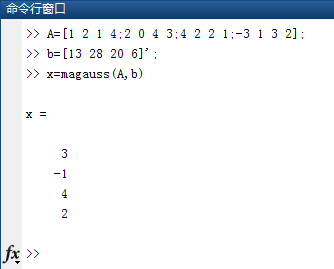 命令行窗口
>> A=[1 2 1 4;2 0 4 3;4 2 2 1;-3 1 3 2];
>> b=[13 28 20 6]';
>> x=magauss(A,b)
x =
3
-1
4
2
fx >>